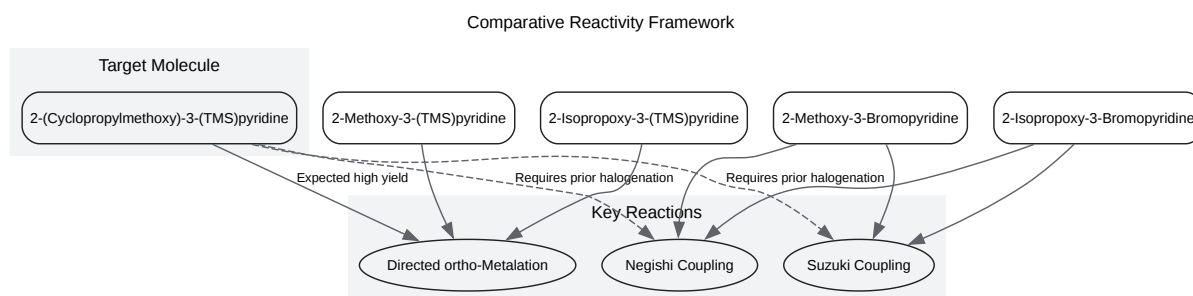 Comparative Reactivity Framework
Target Molecule
2-(Cyclopropylmethoxy)-3-(TMS)pyridine
2-Methoxy-3-(TMS)pyridine
2-Isopropoxy-3-(TMS)pyridine
2-Methoxy-3-Bromopyridine
2-Isopropoxy-3-Bromopyridine
Expected high yield
Requires prior halogenation
Requires prior halogenation
Key Reactions
Directed ortho-Metalation
Negishi Coupling
Suzuki Coupling